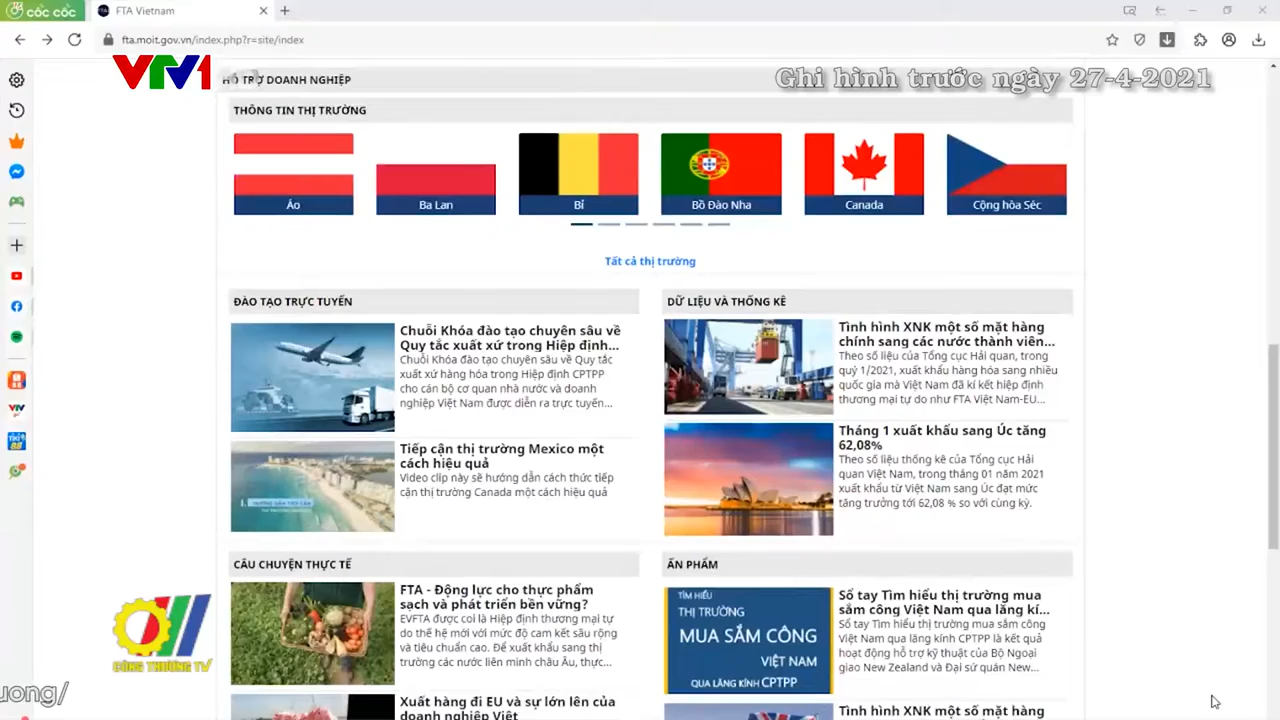 cốc cốc
FTA Vietnam
fta.moit.gov.vn/index.php?r=site/index
VTV1
HỖ TRỢ DOANH NGHIỆP
Ghi hình trước ngày 27-4-2021
THÔNG TIN THỊ TRƯỜNG
Áo
Ba Lan
Bỉ
Bồ Đào Nha
Canada
Cộng hòa Séc
Tất cả thị trường
ĐÀO TẠO TRỰC TUYẾN
Chuỗi Khóa đào tạo chuyên sâu về
Quy tắc xuất xứ trong Hiệp định...
Chuỗi Khóa đào tạo chuyên sâu về Quy tắc
xuất xứ hàng hóa trong Hiệp định CPTPP
cho cán bộ cơ quan nhà nước và doanh
nghiệp Việt Nam được diễn ra trực tuyến...
Tiếp cận thị trường Mexico một
cách hiệu quả
Video clip này sẽ hướng dẫn cách thức tiếp
cận thị trường Canada một cách hiệu quả
DỮ LIỆU VÀ THỐNG KÊ
Tình hình XNK một số mặt hàng
chính sang các nước thành viên...
Theo số liệu của Tổng cục Hải quan, trong
quý 1/2021, xuất khẩu hàng hóa sang nhiều
quốc gia mà Việt Nam đã kí kết hiệp định
thương mại tự do như FTA Việt Nam-EU...
Tháng 1 xuất khẩu sang Úc tăng
62,08%
Theo số liệu thống kê của Tổng cục Hải
quan Việt Nam, trong tháng 01 năm 2021
xuất khẩu từ Việt Nam sang Úc đạt mức
tăng trưởng tới 62,08 % so với cùng kỳ.
CÂU CHUYỆN THỰC TẾ
FTA - Động lực cho thực phẩm
sạch và phát triển bền vững?
EVFTA được coi là Hiệp định thương mại tự
do thế hệ mới với mức độ cam kết sâu rộng
và tiêu chuẩn cao. Để xuất khẩu sang thị
trường các nước liên minh châu Âu, thực...
Xuất hàng đi EU và sự lớn lên của
doanh nghiệp Việt
ẤN PHẨM
TÌM HIỂU
THỊ TRƯỜNG
MUA SẮM CÔNG
VIỆT NAM
QUA LĂNG KÍNH CPTPP
Sổ tay Tìm hiểu thị trường mua
sắm công Việt Nam qua lăng kí...
Sổ tay Tìm hiểu thị trường mua sắm công
Việt Nam qua lăng kính CPTPP là kết quả
hoạt động hỗ trợ kỹ thuật của Bộ Ngoại
giao New Zealand và Đại sứ quán New...
Tình hình XNK một số mặt hàng
CÔNG THƯƠNG TV
uong/